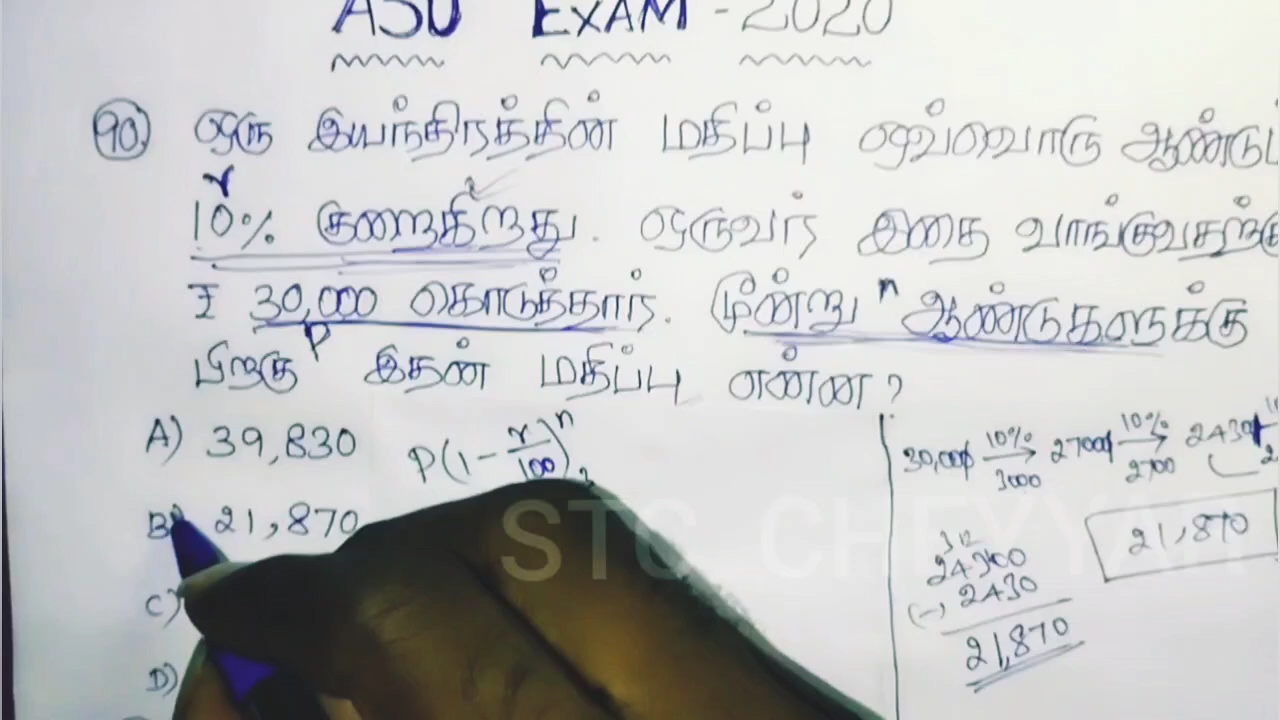 ASO EXAM - 2020
90) ஒரு இயந்திரத்தின் மதிப்பு ஒவ்வொரு ஆண்டும்
r
10% குறைகிறது. ஒருவர் இதை வாங்குவதற்கு
₹ 30,000 கொடுத்தார். மூன்று n ஆண்டுகளுக்கு
P
பிறகு இதன் மதிப்பு என்ன?
A) 39,830
P(1 - r/100)^n
B) 21,870
C)
D)
30,000 10% → 3000 27000 10% → 2700 24300
21,870
312
24300
(-) 2430
21,870
STC CHEYYAR